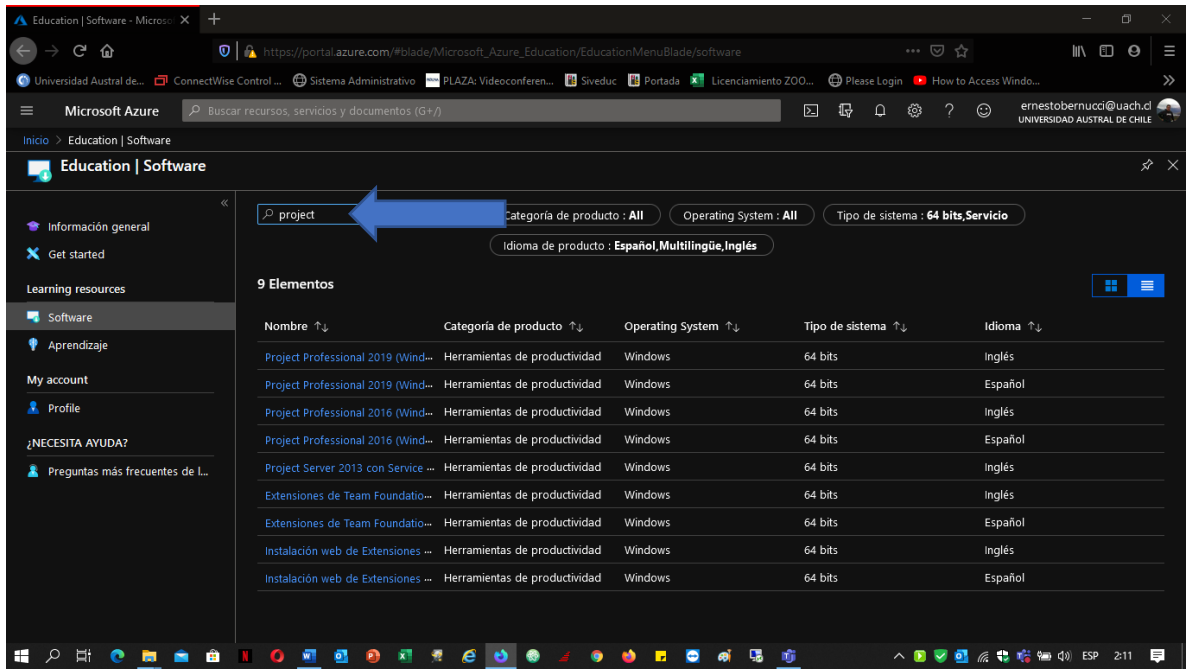 Education | Software - Microso
https://portal.azure.com/#blade/Microsoft_Azure_Education/EducationMenuBlade/software
Universidad Austral de... ConnectWise Control ... Sistema Administrativo PLAZA: Videoconferen... Siveduc Portada Licenciamiento ZOO... Please Login How to Access Windo...
Microsoft Azure Buscar recursos, servicios y documentos (G+/) ernestobernucci@uach.cl
UNIVERSIDAD AUSTRAL DE CHILE
Inicio > Education | Software
Education | Software
Información general
Get started
Learning resources
Software
Aprendizaje
My account
Profile
¿NECESITA AYUDA?
Preguntas más frecuentes de l...
project Categoría de producto : All Operating System : All Tipo de sistema : 64 bits,Servicio
Idioma de producto : Español,Multilingüe,Inglés
9 Elementos
Nombre ↑↓ Categoría de producto ↑↓ Operating System ↑↓ Tipo de sistema ↑↓ Idioma ↑↓
Project Professional 2019 (Wind... Herramientas de productividad Windows 64 bits Inglés
Project Professional 2019 (Wind... Herramientas de productividad Windows 64 bits Español
Project Professional 2016 (Wind... Herramientas de productividad Windows 64 bits Inglés
Project Professional 2016 (Wind... Herramientas de productividad Windows 64 bits Español
Project Server 2013 con Service ... Herramientas de productividad Windows 64 bits Inglés
Extensiones de Team Foundatio... Herramientas de productividad Windows 64 bits Inglés
Extensiones de Team Foundatio... Herramientas de productividad Windows 64 bits Español
Instalación web de Extensiones ... Herramientas de productividad Windows 64 bits Inglés
Instalación web de Extensiones ... Herramientas de productividad Windows 64 bits Español
ESP 2:11